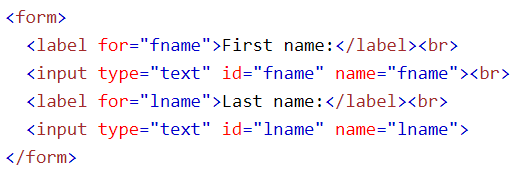 <form>
  <label for="fname">First name:</label><br>
  <input type="text" id="fname" name="fname"><br>
  <label for="lname">Last name:</label><br>
  <input type="text" id="lname" name="lname">
</form>